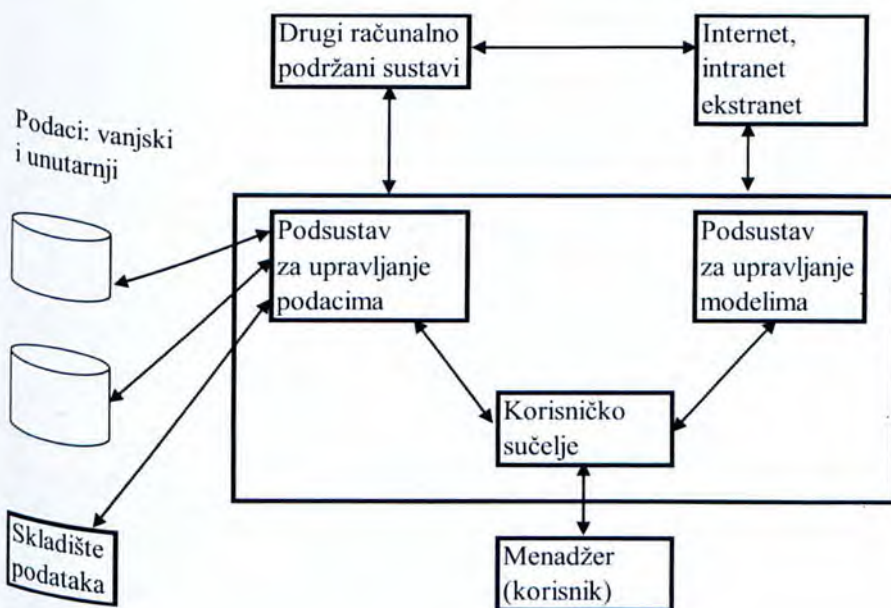 Drugi računalno
podržani sustavi
Internet,
intranet
ekstranet
Podaci: vanjski
i unutarnji
Podsustav
za upravljanje
podacima
Podsustav
za upravljanje
modelima
Korisničko
sučelje
Skladište
podataka
Menadžer
(korisnik)